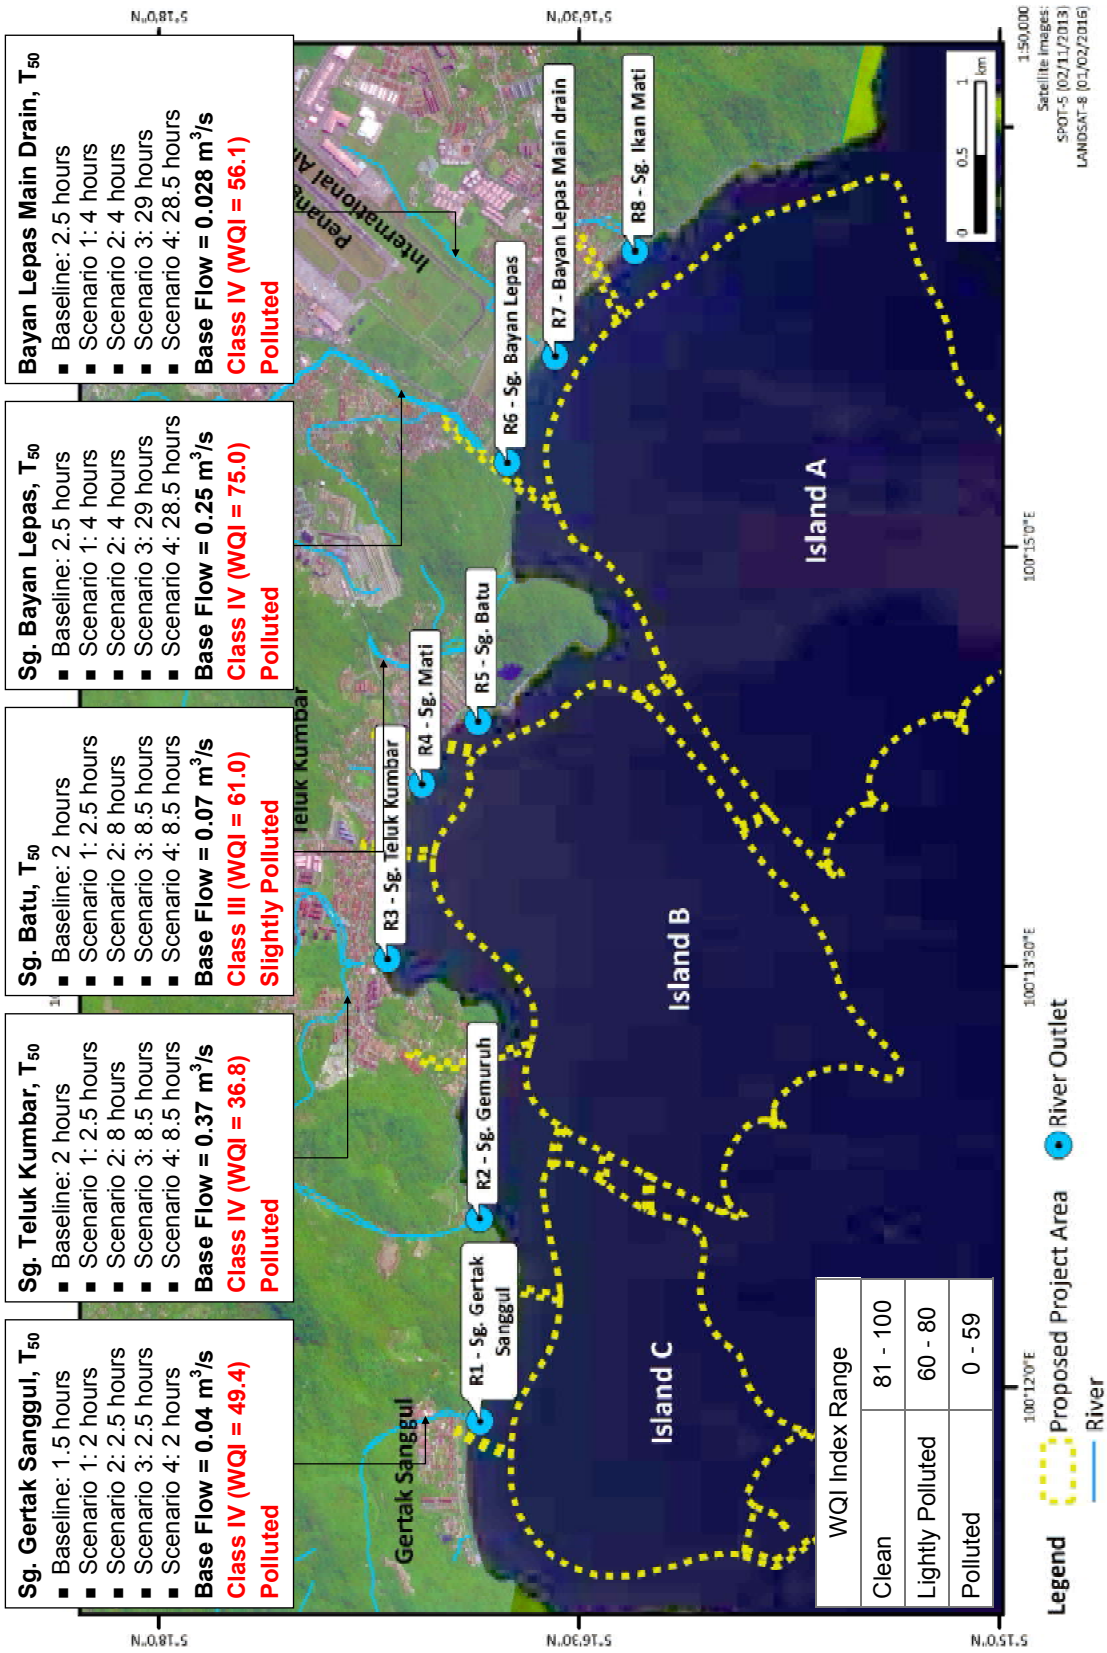 Sg. Gertak Sanggul, T50
▪ Baseline: 1.5 hours
▪ Scenario 1: 2 hours
▪ Scenario 2: 2.5 hours
▪ Scenario 3: 2.5 hours
▪ Scenario 4: 2 hours
Base Flow = 0.04 m³/s
Class IV (WQI = 49.4)
Polluted
Sg. Teluk Kumbar, T50
▪ Baseline: 2 hours
▪ Scenario 1: 2.5 hours
▪ Scenario 2: 8 hours
▪ Scenario 3: 8.5 hours
▪ Scenario 4: 8.5 hours
Base Flow = 0.37 m³/s
Class IV (WQI = 36.8)
Polluted
Sg. Batu, T50
▪ Baseline: 2 hours
▪ Scenario 1: 2.5 hours
▪ Scenario 2: 8 hours
▪ Scenario 3: 8.5 hours
▪ Scenario 4: 8.5 hours
Base Flow = 0.07 m³/s
Class III (WQI = 61.0)
Slightly Polluted
Sg. Bayan Lepas, T50
▪ Baseline: 2.5 hours
▪ Scenario 1: 4 hours
▪ Scenario 2: 4 hours
▪ Scenario 3: 29 hours
▪ Scenario 4: 28.5 hours
Base Flow = 0.25 m³/s
Class IV (WQI = 75.0)
Polluted
Bayan Lepas Main Drain, T50
▪ Baseline: 2.5 hours
▪ Scenario 1: 4 hours
▪ Scenario 2: 4 hours
▪ Scenario 3: 29 hours
▪ Scenario 4: 28.5 hours
Base Flow = 0.028 m³/s
Class IV (WQI = 56.1)
Polluted
5°18'0"N
5°18'0"N
Teluk Kumbar
International
Gertak Sanggul
R1 - Sg. Gertak
Sanggul
R2 - Sg. Gemuruh
R3 - Sg. Teluk Kumbar
R4 - Sg. Mati
R5 - Sg. Batu
R6 - Sg. Bayan Lepas
R7 - Bayan Lepas Main drain
R8 - Sg. Ikan Mati
5°16'30"N
5°16'30"N
Island C
Island B
Island A
WQI Index Range
Clean 81 - 100
Lightly Polluted 60 - 80
Polluted 0 - 59
0 0.5 1
km
5°15'0"N
100°12'0"E
100°13'30"E
100°15'0"E
1:50,000
Satellite images:
SPOT-5 (02/11/2013)
LANDSAT-8 (01/02/2016)
Legend
Proposed Project Area
River Outlet
River